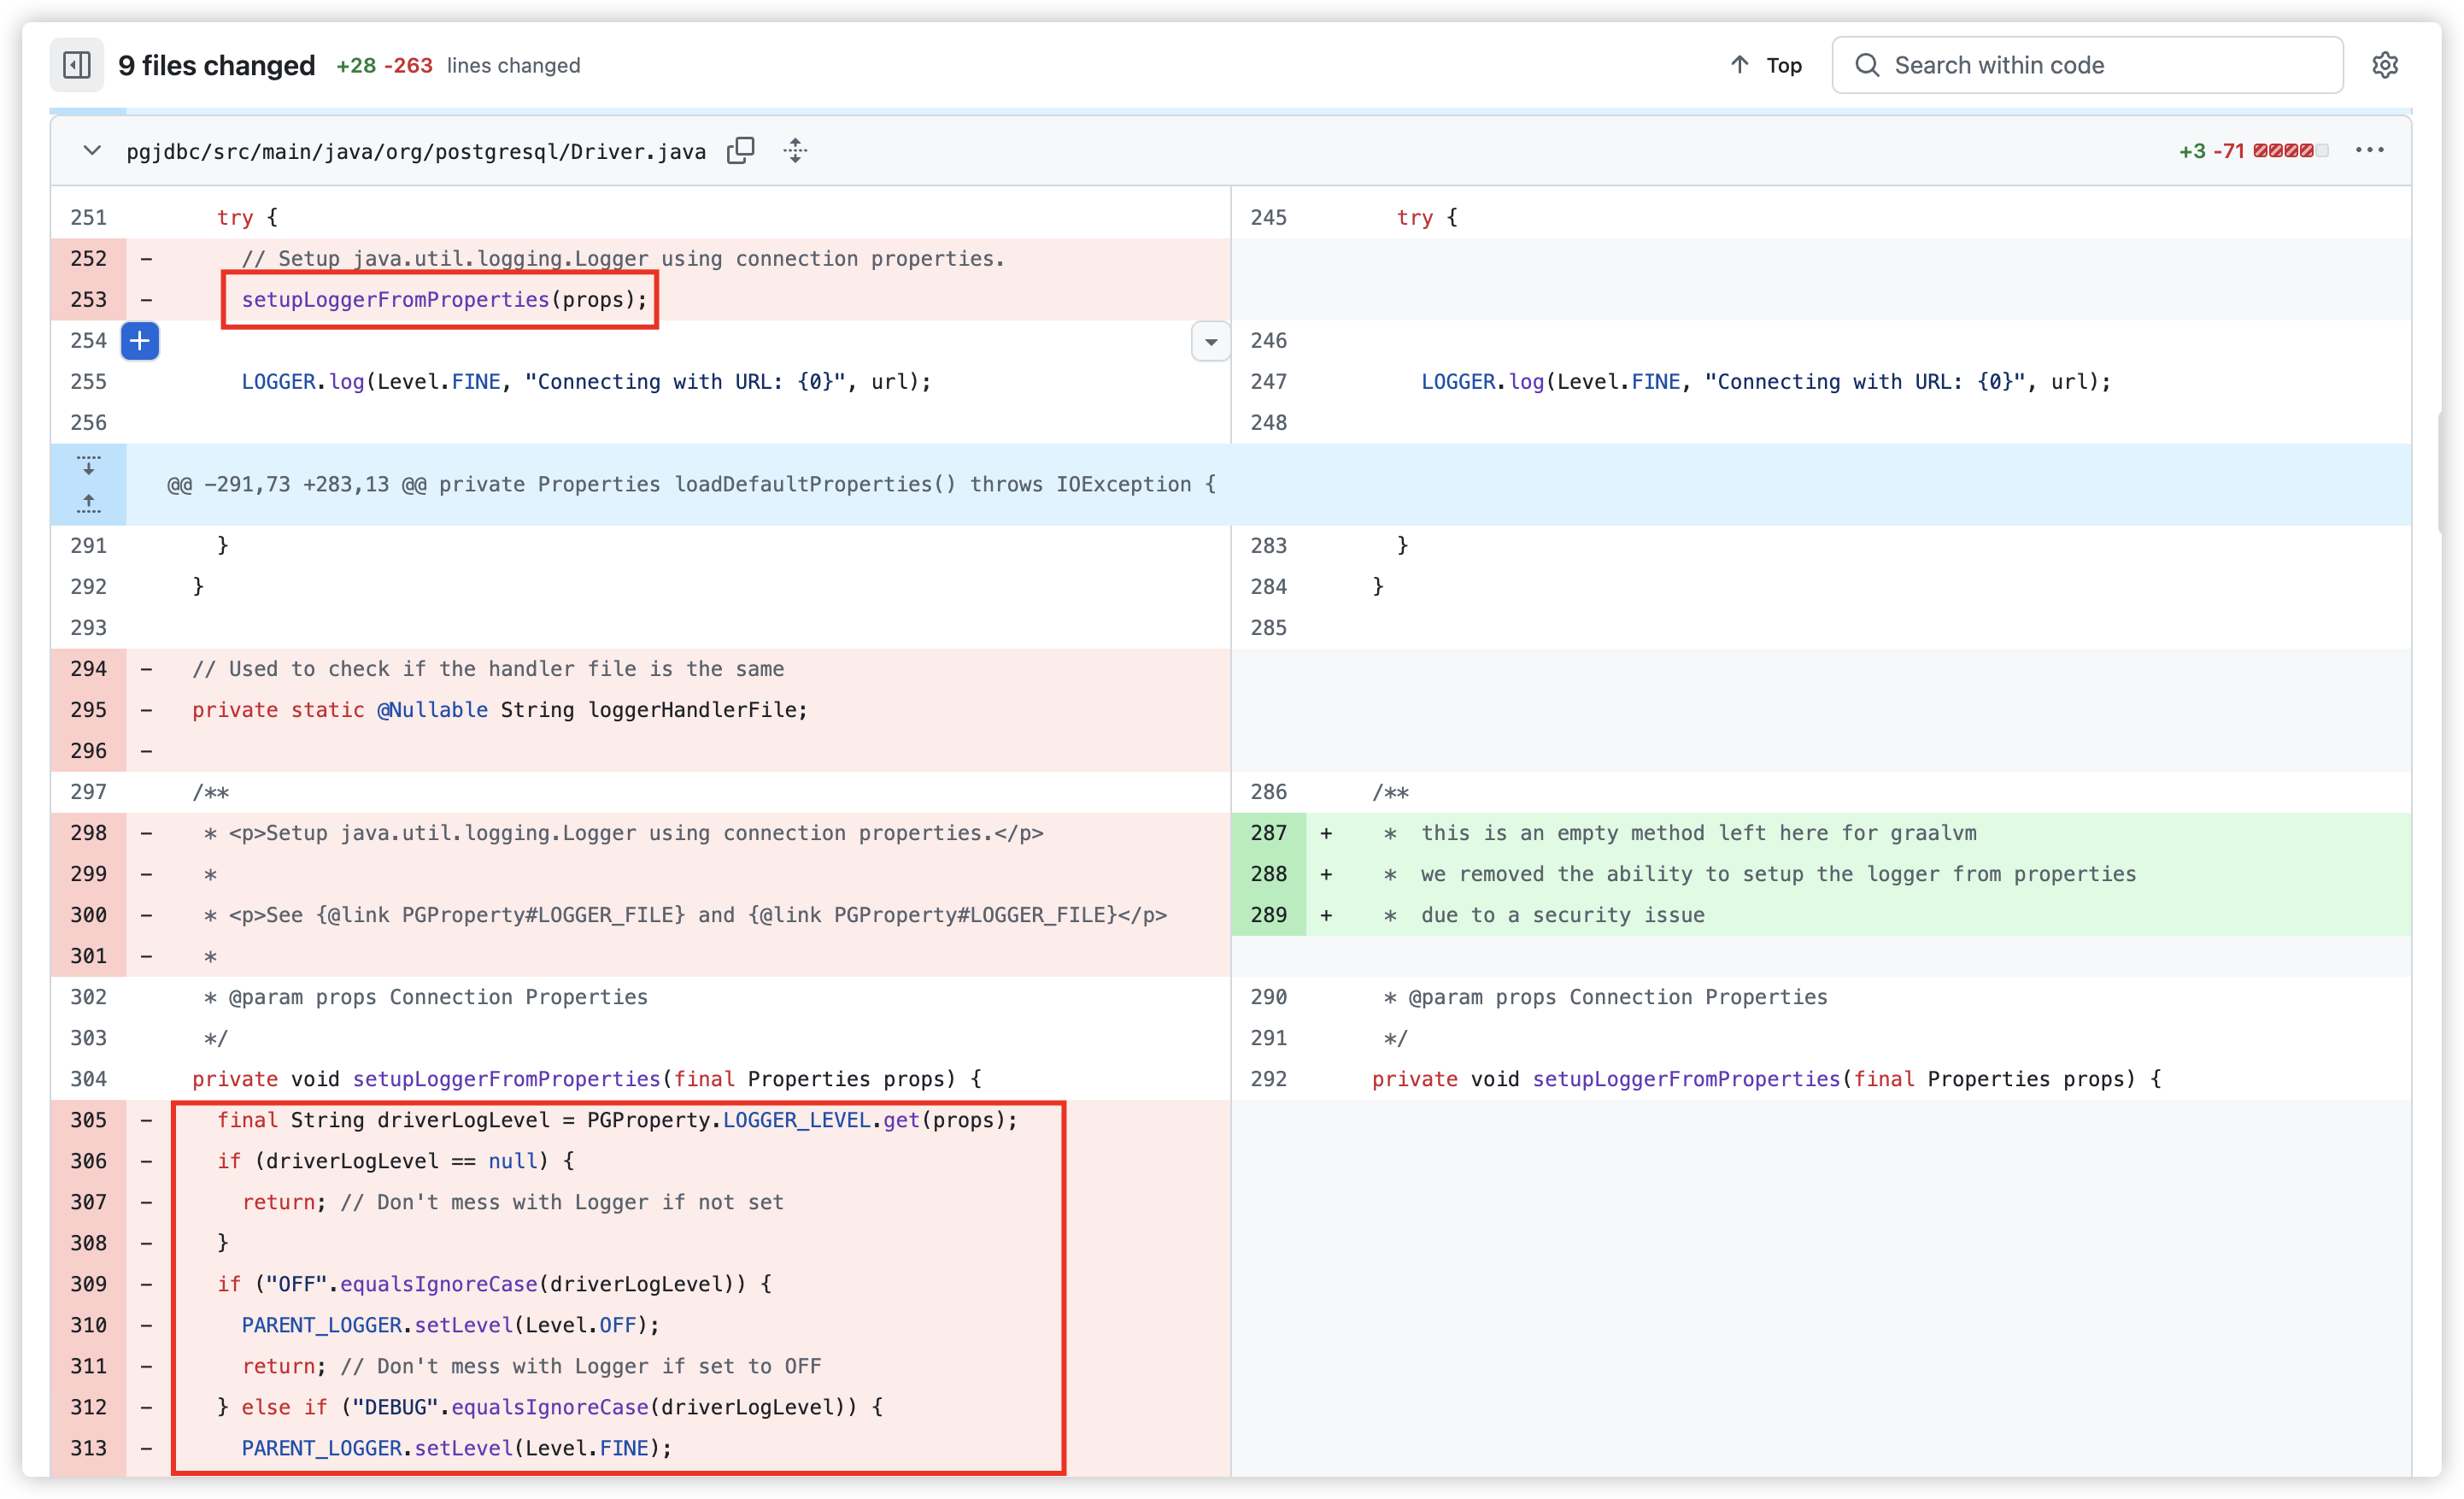 9 files changed +28 -263 lines changed
Top
Search within code
pgjdbc/src/main/java/org/postgresql/Driver.java
+3 -71
251 try {
252 - // Setup java.util.logging.Logger using connection properties.
253 - setupLoggerFromProperties(props);
254
255 LOGGER.log(Level.FINE, "Connecting with URL: {0}", url);
256
@@ -291,73 +283,13 @@ private Properties loadDefaultProperties() throws IOException {
291 }
292 }
293
294 - // Used to check if the handler file is the same
295 - private static @Nullable String loggerHandlerFile;
296 -
297 /**
298 - * <p>Setup java.util.logging.Logger using connection properties.</p>
299 - *
300 - * <p>See {@link PGProperty#LOGGER_FILE} and {@link PGProperty#LOGGER_FILE}</p>
301 - *
302 * @param props Connection Properties
303 */
304 private void setupLoggerFromProperties(final Properties props) {
305 - final String driverLogLevel = PGProperty.LOGGER_LEVEL.get(props);
306 - if (driverLogLevel == null) {
307 - return; // Don't mess with Logger if not set
308 - }
309 - if ("OFF".equalsIgnoreCase(driverLogLevel)) {
310 - PARENT_LOGGER.setLevel(Level.OFF);
311 - return; // Don't mess with Logger if set to OFF
312 - } else if ("DEBUG".equalsIgnoreCase(driverLogLevel)) {
313 - PARENT_LOGGER.setLevel(Level.FINE);
245 try {
246
247 LOGGER.log(Level.FINE, "Connecting with URL: {0}", url);
248
283 }
284 }
285
286 /**
287 + * this is an empty method left here for graalvm
288 + * we removed the ability to setup the logger from properties
289 + * due to a security issue
290 * @param props Connection Properties
291 */
292 private void setupLoggerFromProperties(final Properties props) {